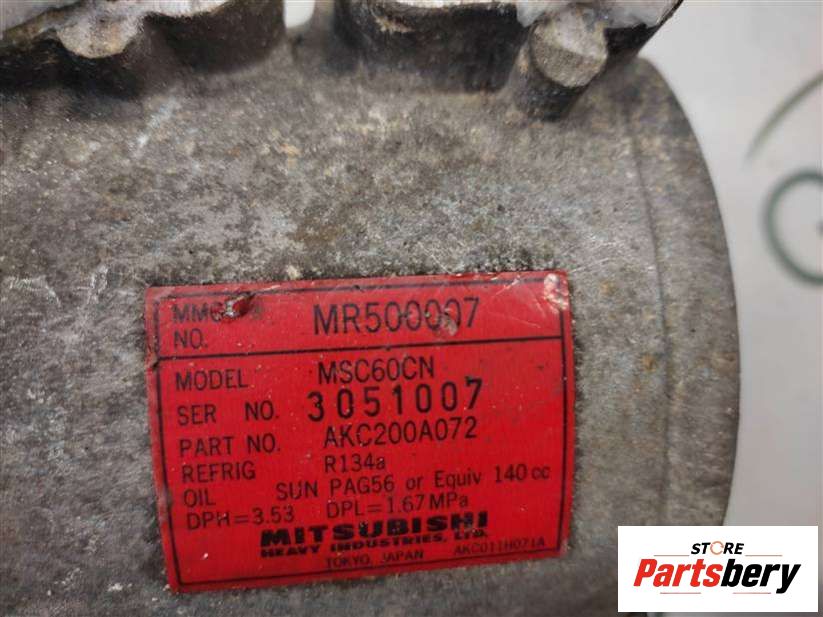 MMC NO. MR500007
MODEL MSC60CN
SER NO. 3051007
PART NO. AKC200A072
REFRIG R134a
OIL SUN PAG56 or Equiv 140 cc
DPH=3.53 DPL=1.67 MPa
MITSUBISHI
HEAVY INDUSTRIES, LTD.
TOKYO, JAPAN AKC011H071A
STORE
Partsbery